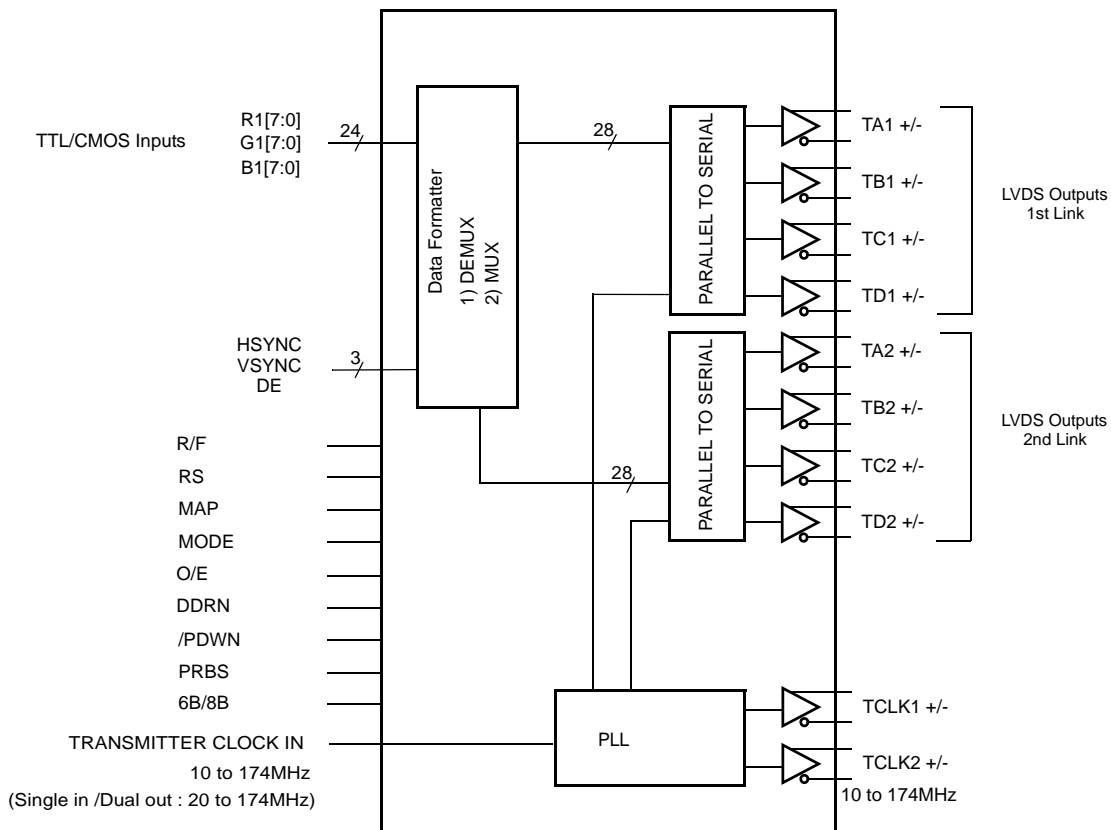 TTL/CMOS Inputs
R1[7:0]
G1[7:0]
B1[7:0]
24
HSYNC
VSYNC
DE
3
Data Formatter
1) DEMUX
2) MUX
28
28
PARALLEL TO SERIAL
PARALLEL TO SERIAL
TA1 +/-
TB1 +/-
TC1 +/-
TD1 +/-
LVDS Outputs
1st Link
TA2 +/-
TB2 +/-
TC2 +/-
TD2 +/-
LVDS Outputs
2nd Link
R/F
RS
MAP
MODE
O/E
DDRN
/PDWN
PRBS
6B/8B
TRANSMITTER CLOCK IN
10 to 174MHz
(Single in /Dual out : 20 to 174MHz)
PLL
TCLK1 +/-
TCLK2 +/-
10 to 174MHz